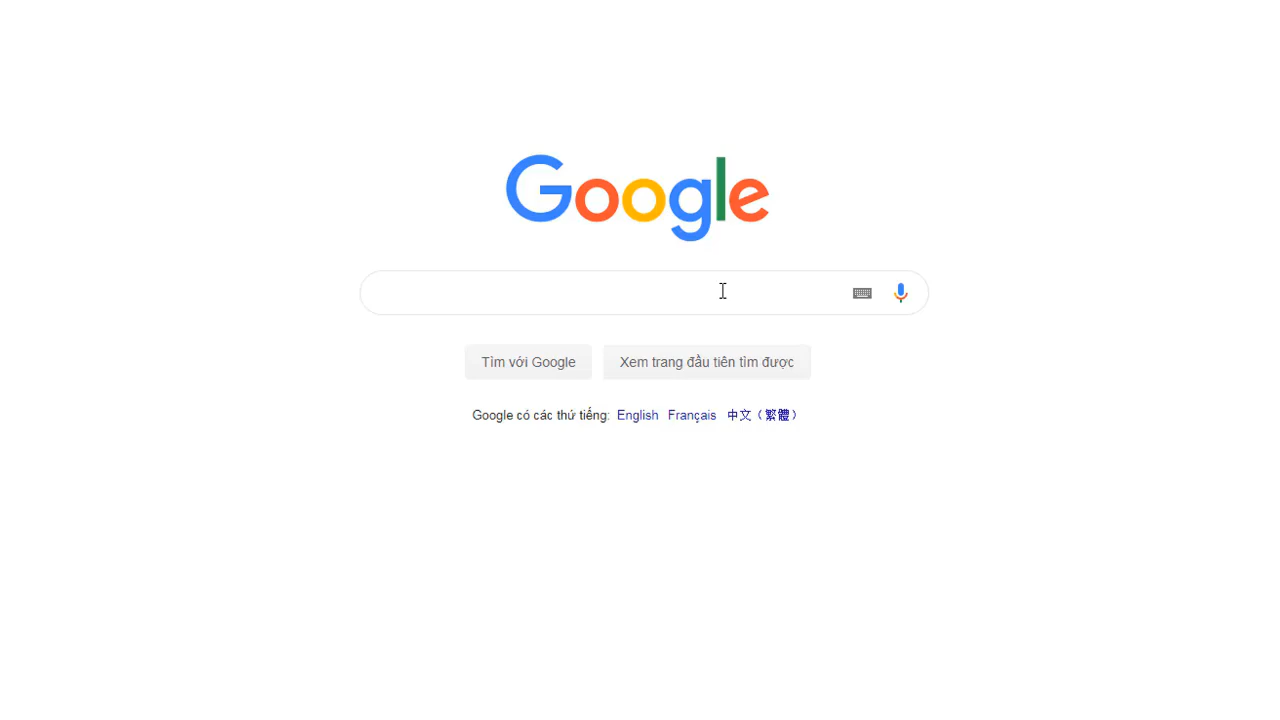 Google
Tìm với Google
Xem trang đầu tiên tìm được
Google có các thứ tiếng: English Français 中文（繁體）